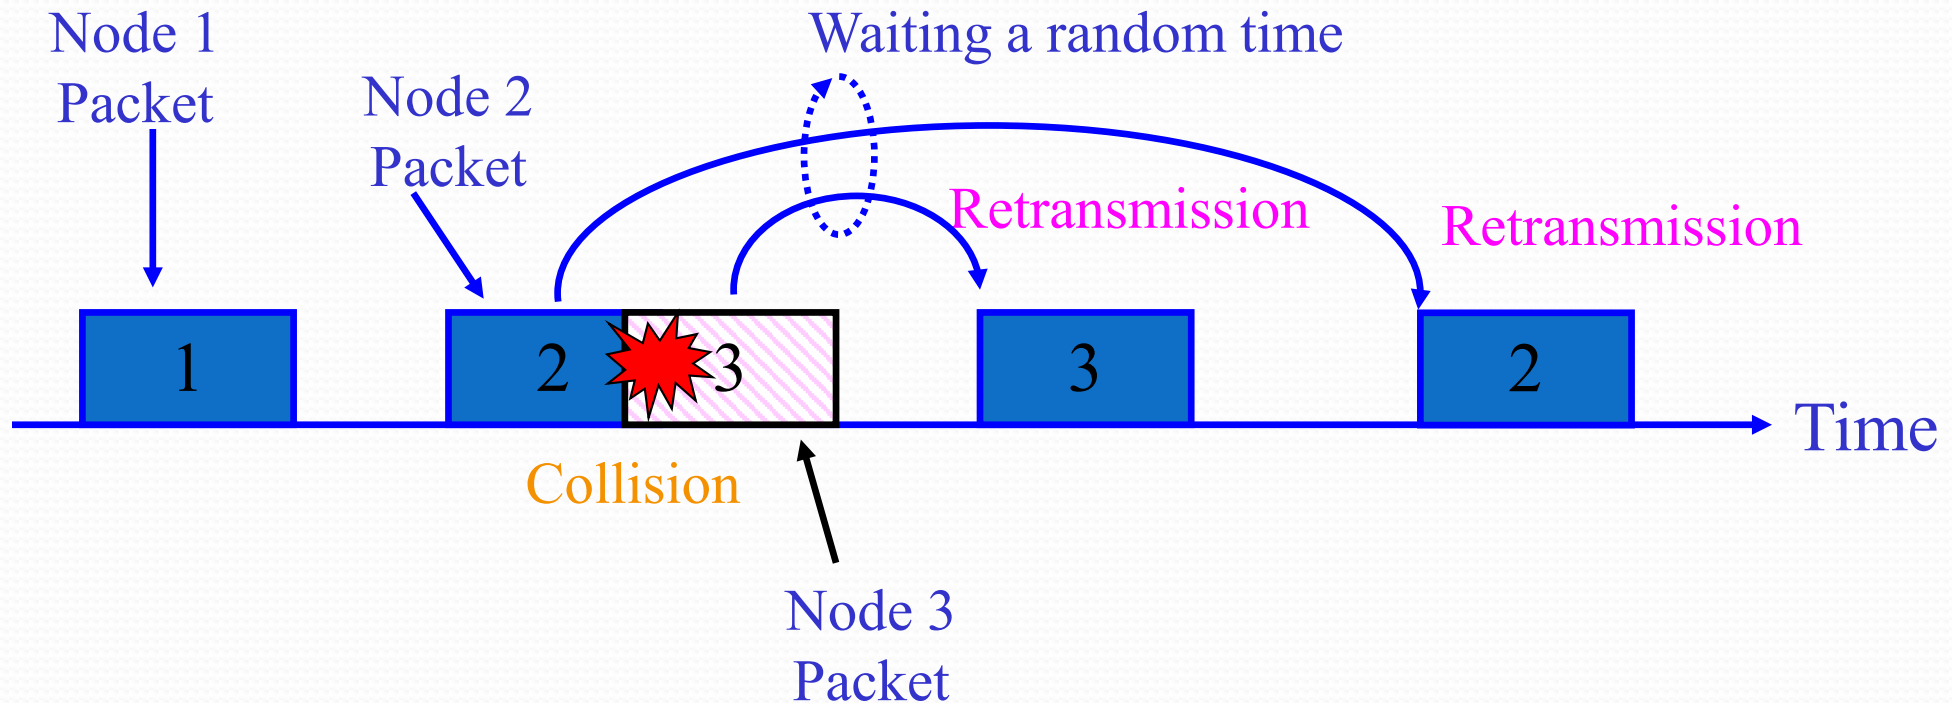 Node 1
Packet
Node 2
Packet
Waiting a random time
Retransmission
Retransmission
1
2
3
3
2
Time
Collision
Node 3
Packet